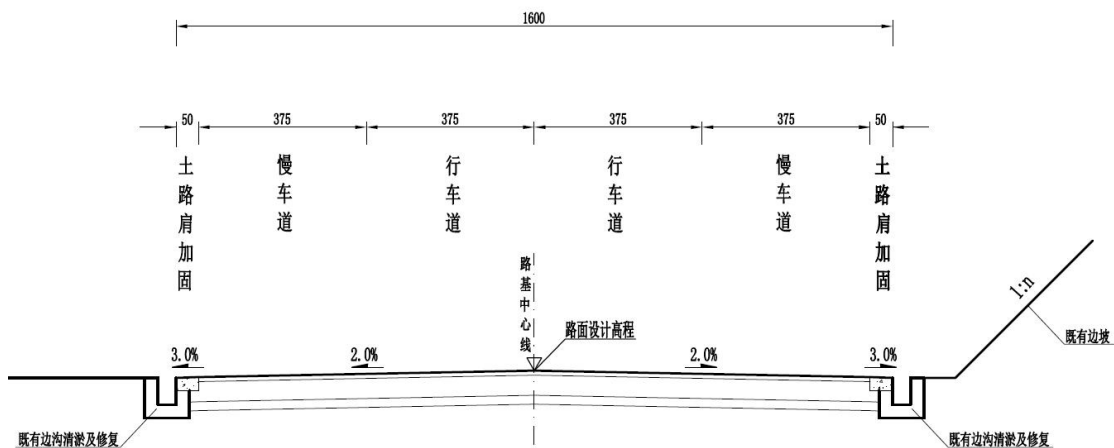 1600
50
375
375
375
375
50
土路肩加固
慢车道
行车道
行车道
慢车道
土路肩加固
路基中心线
路面设计高程
1:n
既有边坡
3.0%
2.0%
2.0%
3.0%
既有边沟清淤及修复
既有边沟清淤及修复